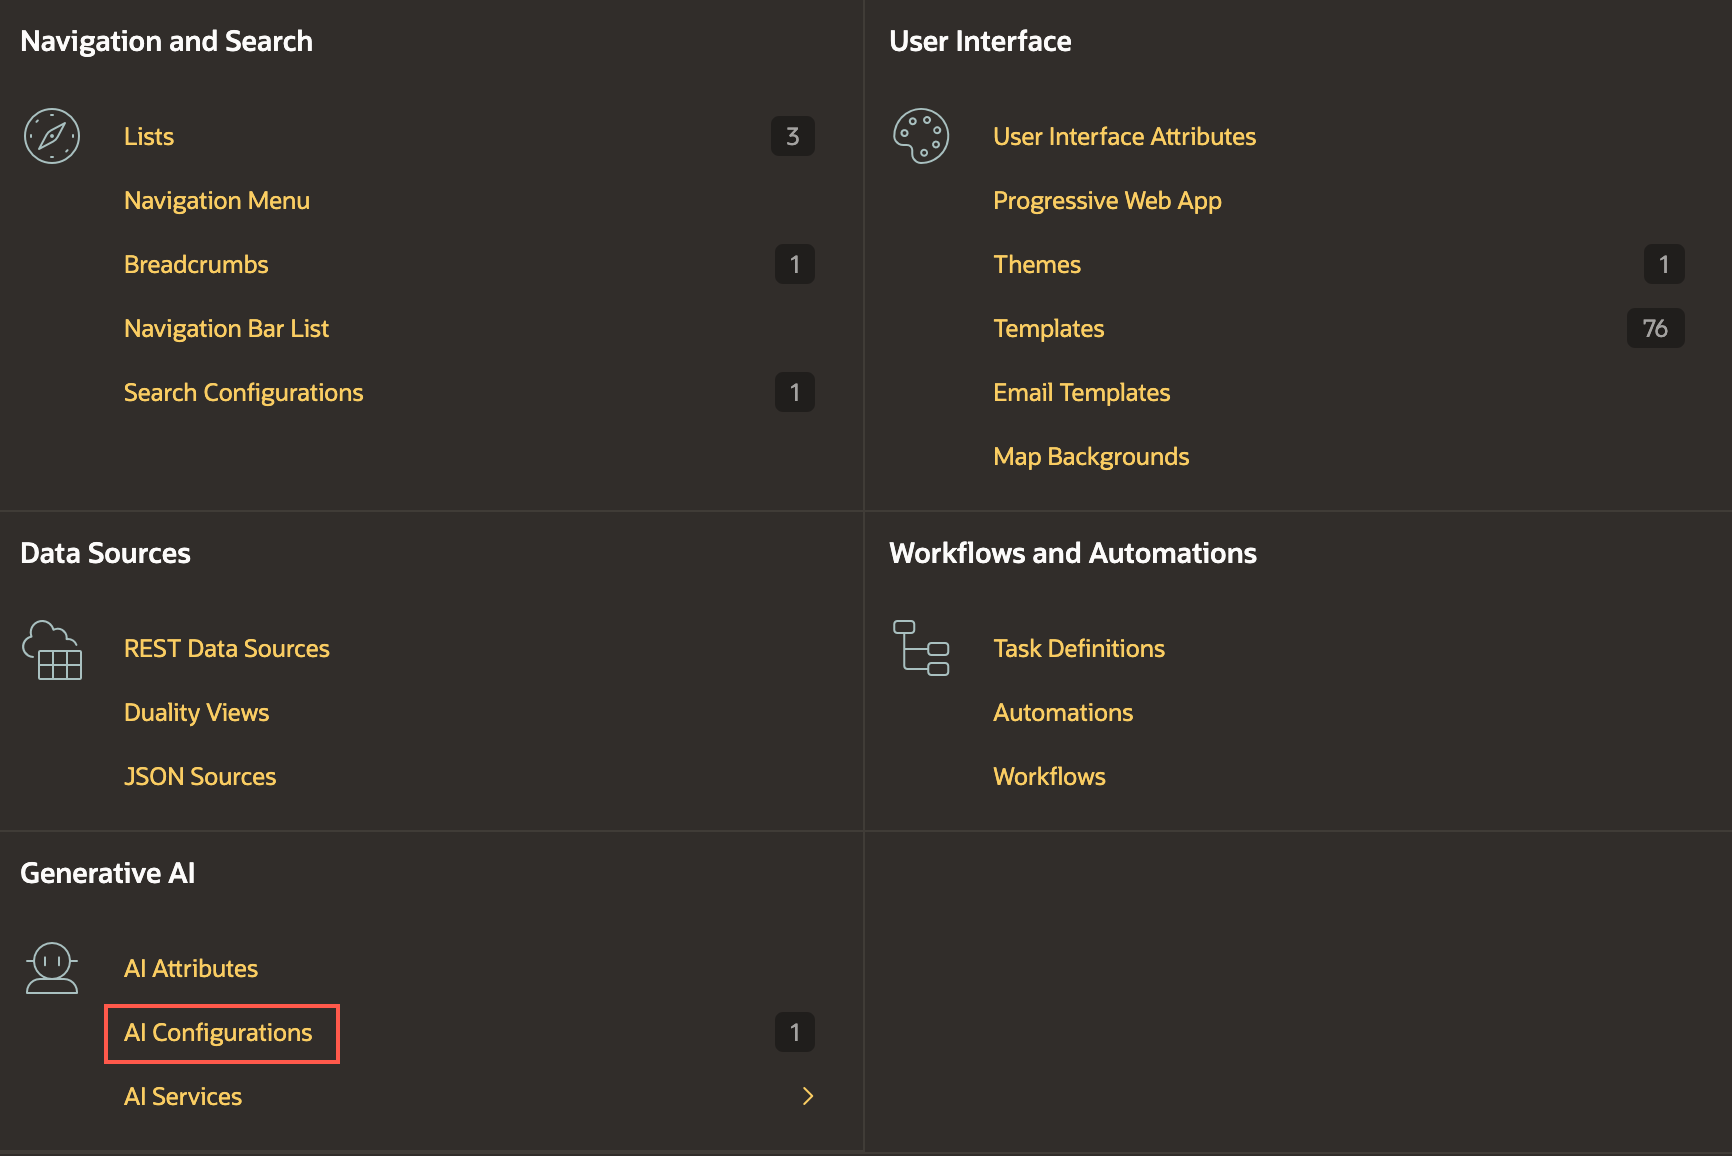 Navigation and Search
Lists 3
Navigation Menu
Breadcrumbs 1
Navigation Bar List
Search Configurations 1
User Interface
User Interface Attributes
Progressive Web App
Themes 1
Templates 76
Email Templates
Map Backgrounds
Data Sources
REST Data Sources
Duality Views
JSON Sources
Workflows and Automations
Task Definitions
Automations
Workflows
Generative AI
AI Attributes
AI Configurations 1
AI Services